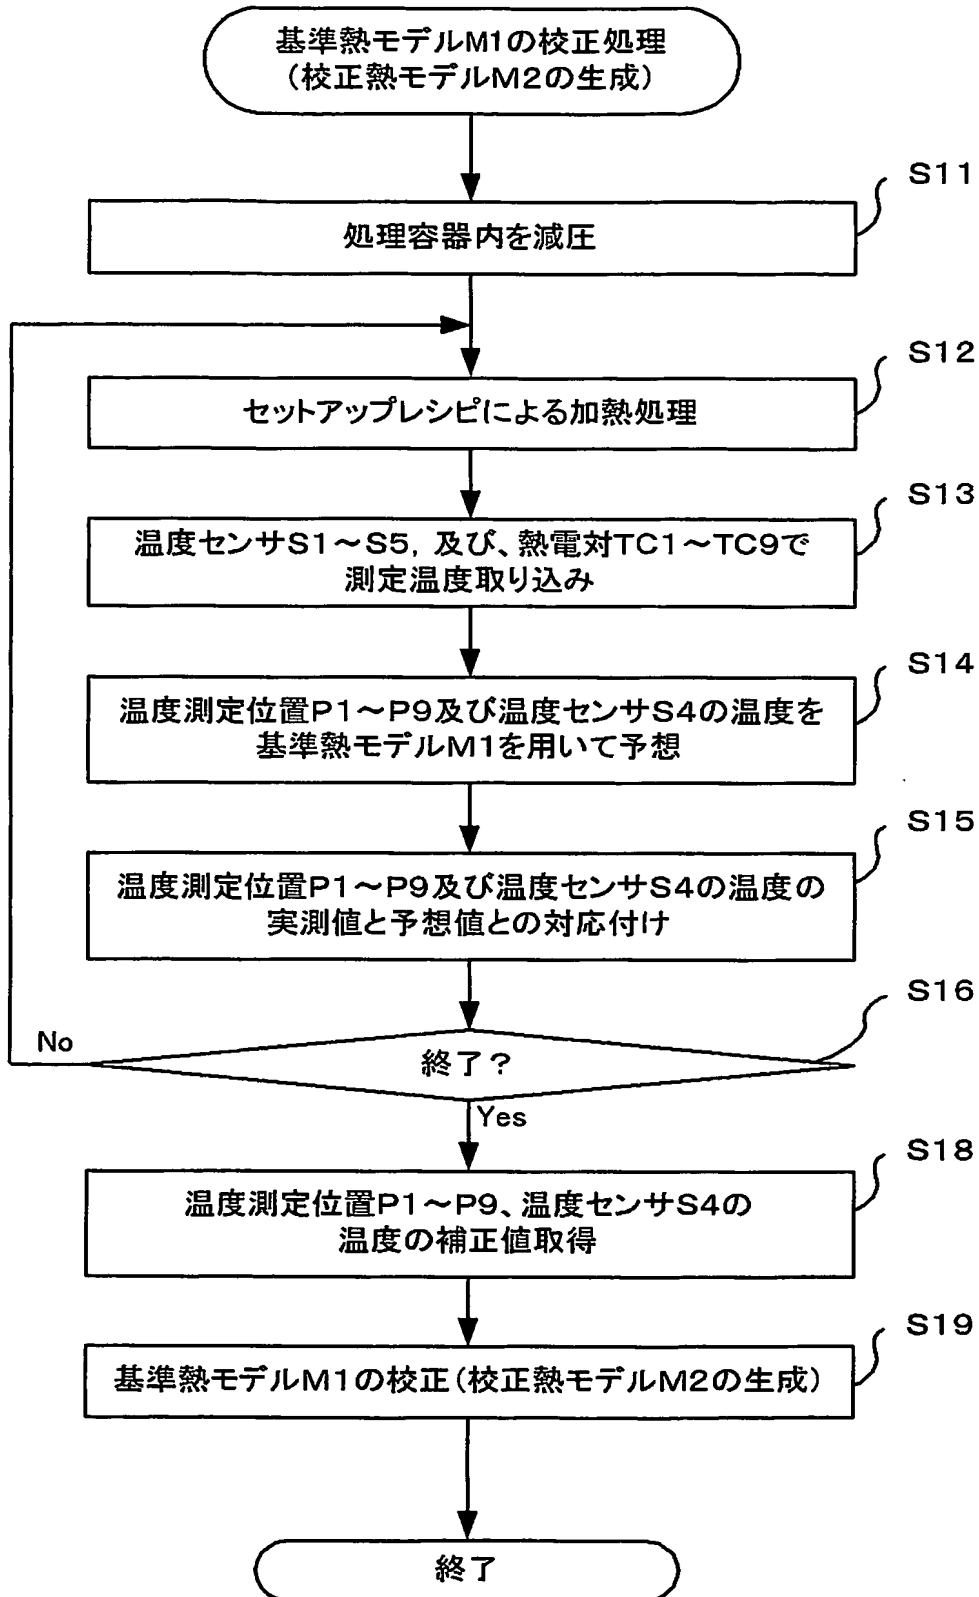 基準熱モデルM1の校正処理
（校正熱モデルM2の生成）
S11
処理容器内を減圧
S12
セットアップレシピによる加熱処理
S13
温度センサS1～S5，及び、熱電対TC1～TC9で
測定温度取り込み
S14
温度測定位置P1～P9及び温度センサS4の温度を
基準熱モデルM1を用いて予想
S15
温度測定位置P1～P9及び温度センサS4の温度の
実測値と予想値との対応付け
S16
No
終了？
Yes
S18
温度測定位置P1～P9、温度センサS4の
温度の補正値取得
S19
基準熱モデルM1の校正（校正熱モデルM2の生成）
終了